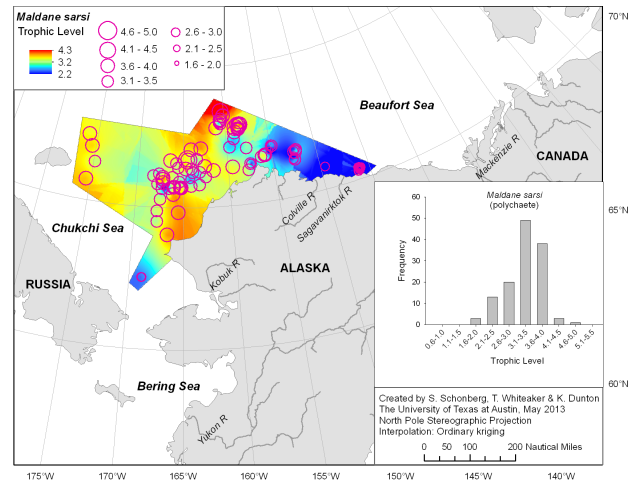 Maldane sarsi
Trophic Level
4.3
3.2
2.2
4.6 - 5.0
4.1 - 4.5
3.6 - 4.0
3.1 - 3.5
2.6 - 3.0
2.1 - 2.5
1.6 - 2.0
70°N
Beaufort Sea
Mackenzie R
CANADA
Colville R
Sagavanirktok R
Chukchi Sea
65°N
RUSSIA
Kobuk R
ALASKA
Bering Sea
60°N
Yukon R
Maldane sarsi
(polychaete)
Frequency
60
50
40
30
20
10
0
0.6-1.0
1.1-1.5
1.6-2.0
2.1-2.5
2.6-3.0
3.1-3.5
3.6-4.0
4.1-4.5
4.6-5.0
5.1-5.5
Trophic Level
Created by S. Schonberg, T. Whiteaker & K. Dunton
The University of Texas at Austin, May 2013
North Pole Stereographic Projection
Interpolation: Ordinary kriging
0 50 100 200 Nautical Miles
175°W 170°W 165°W 160°W 155°W 150°W 145°W 140°W